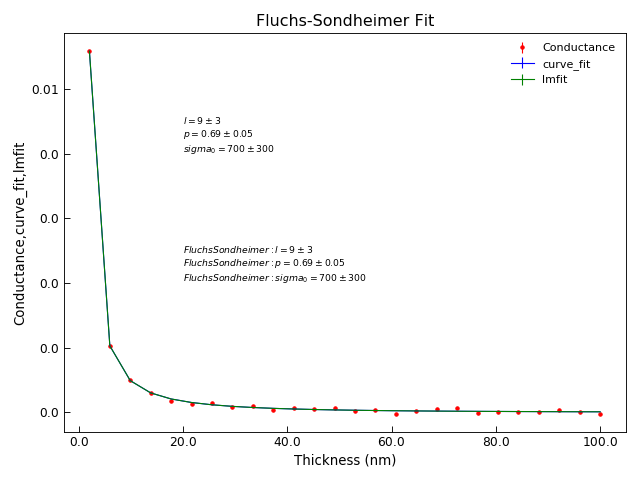 Fluchs-Sondheimer Fit
Conductance
curve_fit
lmfit
l = 9 ± 3
p = 0.69 ± 0.05
sigma₀ = 700 ± 300
FluchsSondheimer : l = 9 ± 3
FluchsSondheimer : p = 0.69 ± 0.05
FluchsSondheimer : sigma₀ = 700 ± 300
Conductance,curve_fit,lmfit
0.01
0.0
0.0
0.0
0.0
0.0
0.0 20.0 40.0 60.0 80.0 100.0
Thickness (nm)